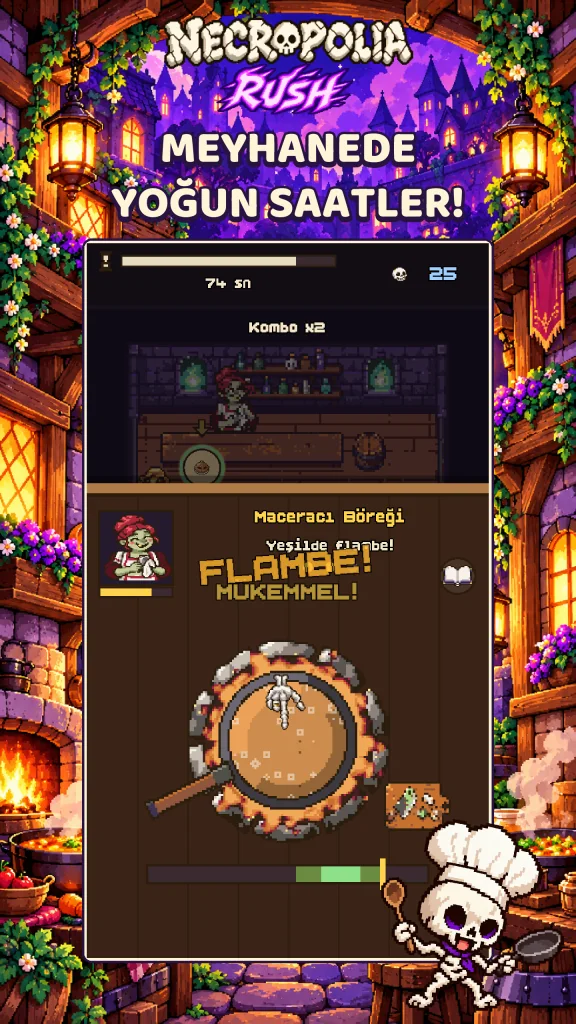 NECROPOLIA
RUSH
MEYHANEDE
YOĞUN SAATLER!
74 sn
25
Kombo x2
Maceracı Böreği
Yeşilde flambe!
FLAMBE!
MUKEMMEL!